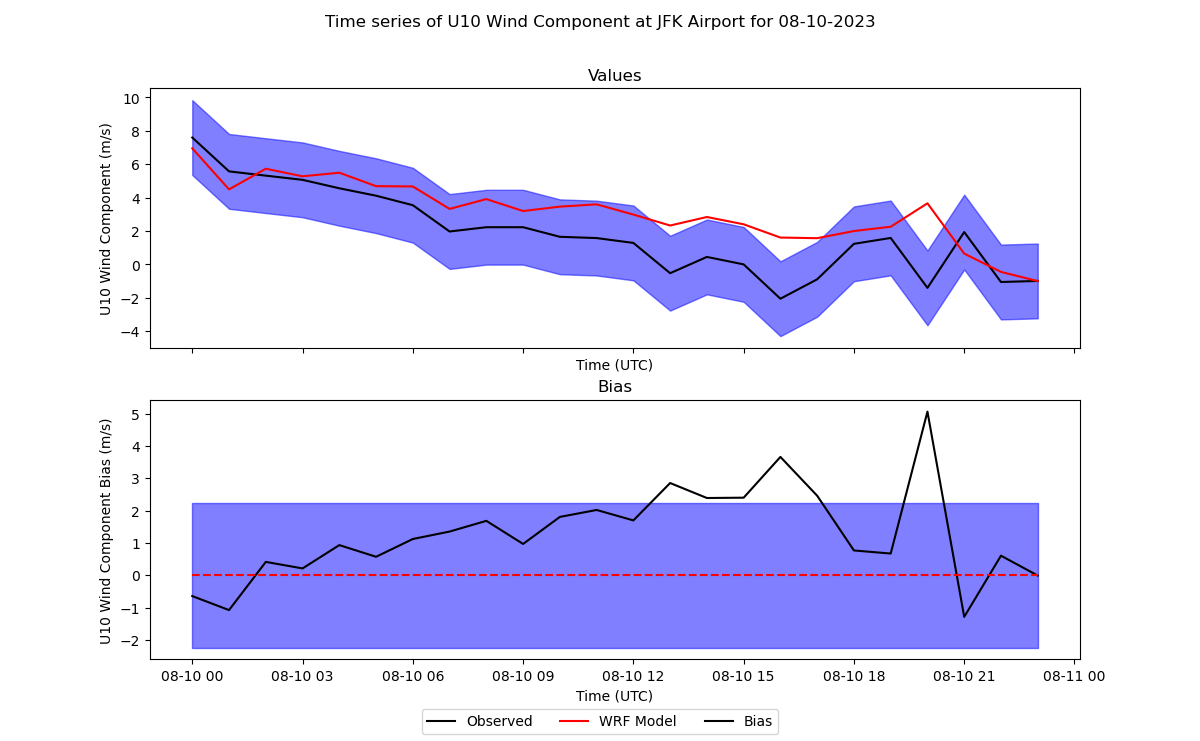 Time series of U10 Wind Component at JFK Airport for 08-10-2023
Values
U10 Wind Component (m/s)
10
8
6
4
2
0
−2
−4
Time (UTC)
Bias
U10 Wind Component Bias (m/s)
5
4
3
2
1
0
−1
−2
08-10 00 08-10 03 08-10 06 08-10 09 08-10 12 08-10 15 08-10 18 08-10 21 08-11 00
Time (UTC)
Observed WRF Model Bias